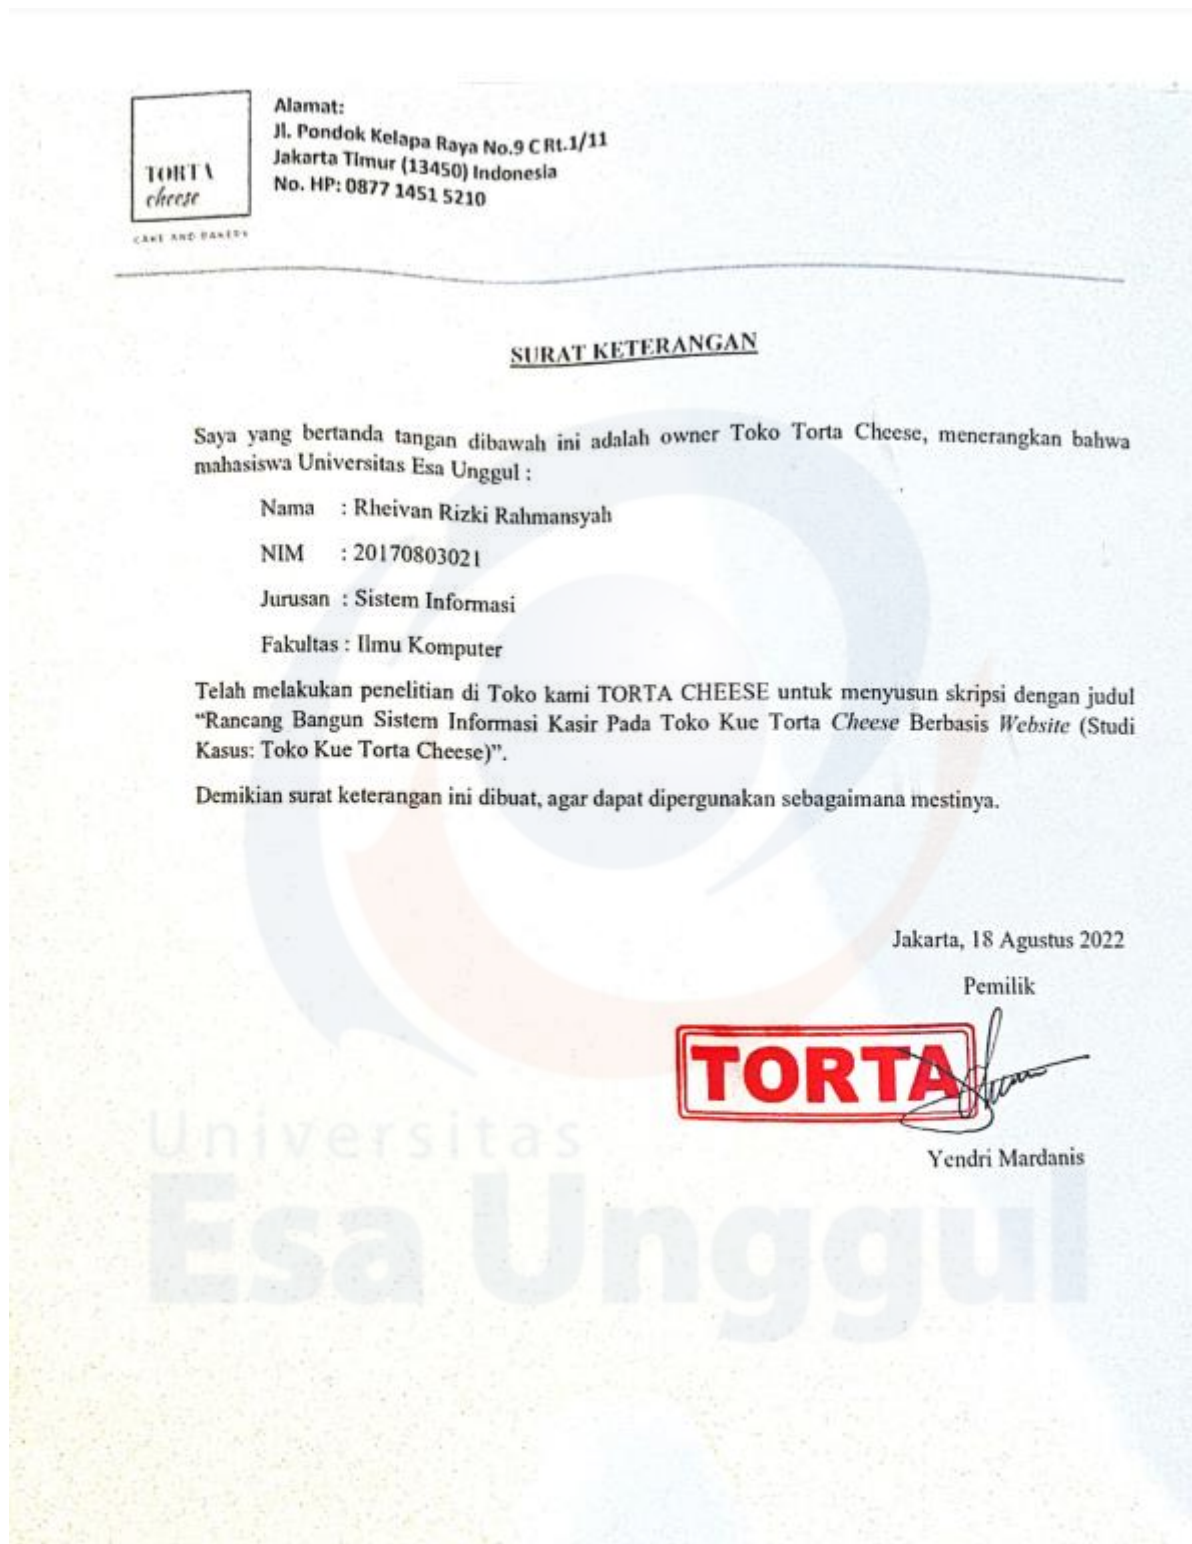 TORTA
cheese
CAKE AND BAKERY
Alamat:
Jl. Pondok Kelapa Raya No.9 C Rt.1/11
Jakarta Timur (13450) Indonesia
No. HP: 0877 1451 5210
SURAT KETERANGAN
Saya yang bertanda tangan dibawah ini adalah owner Toko Torta Cheese, menerangkan bahwa
mahasiswa Universitas Esa Unggul :
Nama : Rheivan Rizki Rahmansyah
NIM : 20170803021
Jurusan : Sistem Informasi
Fakultas : Ilmu Komputer
Telah melakukan penelitian di Toko kami TORTA CHEESE untuk menyusun skripsi dengan judul
“Rancang Bangun Sistem Informasi Kasir Pada Toko Kue Torta Cheese Berbasis Website (Studi
Kasus: Toko Kue Torta Cheese)”.
Demikian surat keterangan ini dibuat, agar dapat dipergunakan sebagaimana mestinya.
Jakarta, 18 Agustus 2022
Pemilik
TORTA
Yendri Mardanis
Universitas
Esa Unggul